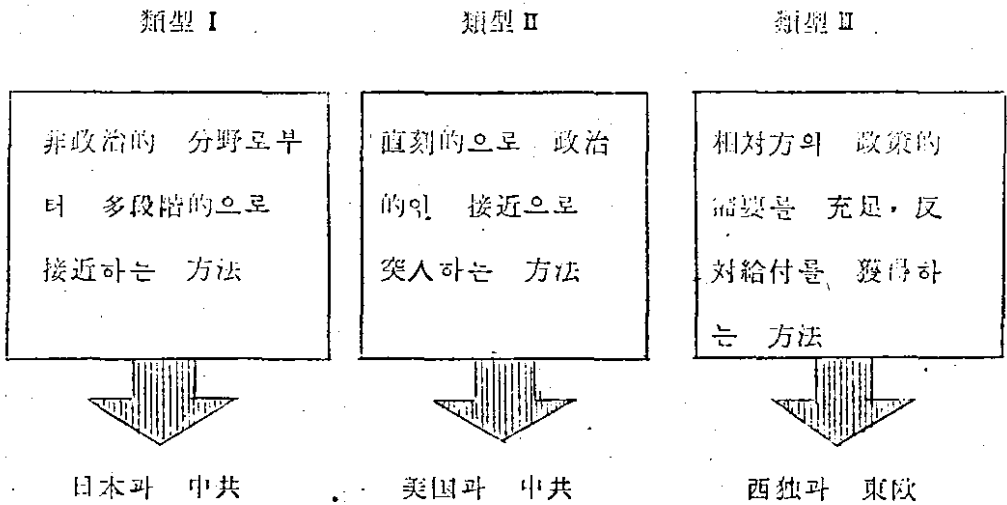 類型 I
非政治的 分野로부
터 多段階的으로
接近하는 方法
日本과 中共
類型 II
直刻的으로 政治
的인 接近으로
突入하는 方法
美国과 中共
類型 III
相対方의 政策的
需要를 充足, 反
対給付를 獲得하
는 方法
西独과 東欧